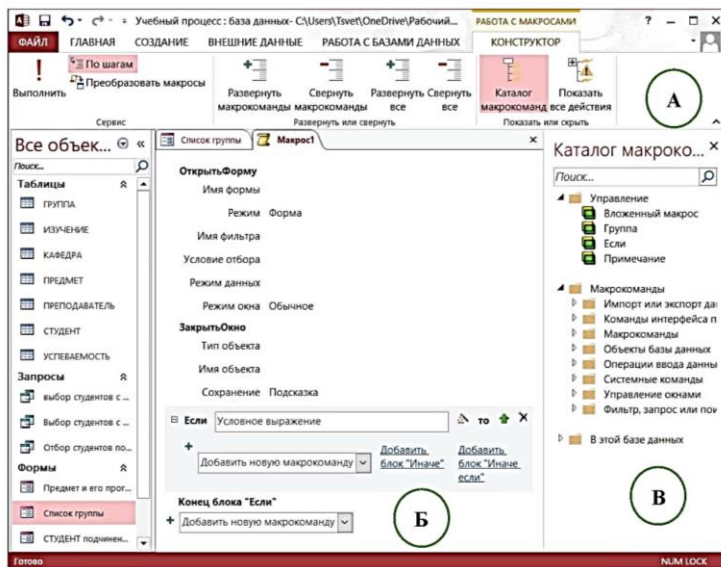 Учебный процесс : база данных- C:\Users\Tsvet\OneDrive\Рабочий...
РАБОТА С МАКРОСАМИ
ФАЙЛ ГЛАВНАЯ СОЗДАНИЕ ВНЕШНИЕ ДАННЫЕ РАБОТА С БАЗАМИ ДАННЫХ КОНСТРУКТОР
Выполнить
По шагам
Преобразовать макросы
Сервис
Развернуть макрокоманды
Свернуть макрокоманды
Развернуть все
Свернуть все
Развернуть или свернуть
Каталог макрокоманд
Показать все действия
Показать или скрыть
А
Все объек...
Поиск...
Таблицы
ГРУППА
ИЗУЧЕНИЕ
КАФЕДРА
ПРЕДМЕТ
ПРЕПОДАВАТЕЛЬ
СТУДЕНТ
УСПЕВАЕМОСТЬ
Запросы
выбор студентов с ...
Выбор студентов с ...
Отбор студентов по...
Формы
Предмет и его прог...
Список группы
СТУДЕНТ подчинен...
Список группы
Макрос1
ОткрытьФорму
Имя формы
Режим Форма
Имя фильтра
Условие отбора
Режим данных
Режим окна Обычное
ЗакрытьОкно
Тип объекта
Имя объекта
Сохранение Подсказка
Если Условное выражение то
Добавить новую макрокоманду
Добавить блок "Иначе"
Добавить блок "Иначе если"
Конец блока "Если"
Добавить новую макрокоманду
Б
Каталог макроко...
Поиск...
Управление
Вложенный макрос
Группа
Если
Примечание
Макрокоманды
Импорт или экспорт да
Команды интерфейса п
Макрокоманды
Объекты базы данных
Операции ввода данны
Системные команды
Управление окнами
Фильтр, запрос или пои
В этой базе данных
В
Готово
NUM LOCK